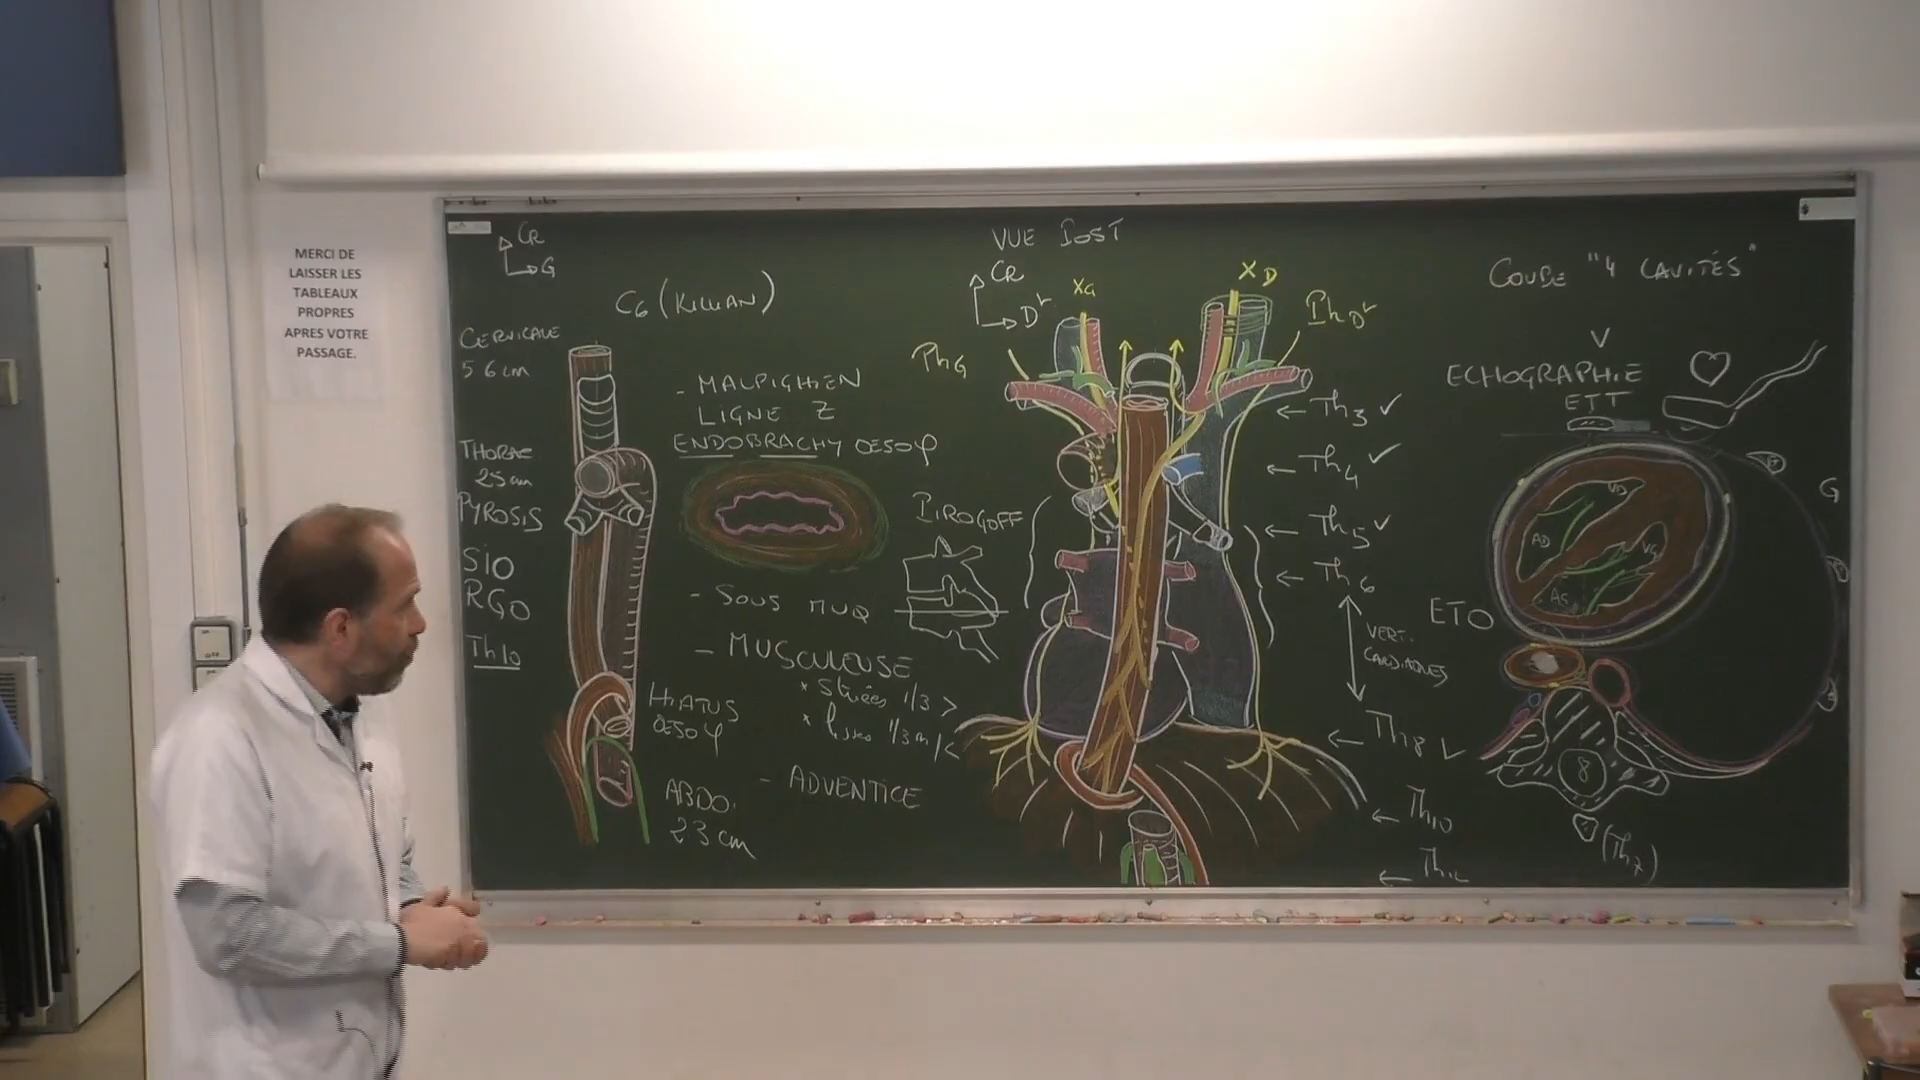 MERCI DE
LAISSER LES
TABLEAUX
PROPRES
APRES VOTRE
PASSAGE.
CR
G
C6 (KILLIAN)
CERVICALE
5 6 cm
THORAC
25 cm
PYROSIS
SIO
RGO
Th10
HIATUS
OESOφ
ABDO.
2.3 cm
- MALPIGHIEN
LIGNE Z
ENDOBRACHY OESOφ
- SOUS MUQ
- MUSCULEUSE
* Striées 1/3 >
* lisses 1/3 m/<
- ADVENTICE
VUE POST
CR
Dr
XG
XD
PhG
PhDr
PIROGOFF
← Th3 ✓
← Th4 ✓
← Th5 ✓
← Th6
VERT.
CARDIAQUES
← Th8 ✓
← Th10
COUPE "4 CAVITÉS"
V
ECHOGRAPHIE
ETT
G
VD
AD
VG
AG
ETO
8
(Th7)